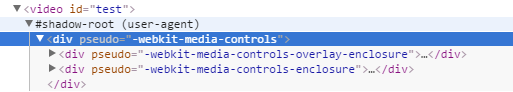 ▼<video id="test">
▼#shadow-root (user-agent)
▼<div pseudo="-webkit-media-controls">
▶<div pseudo="-webkit-media-controls-overlay-enclosure">…</div>
▶<div pseudo="-webkit-media-controls-enclosure">…</div>
</div>